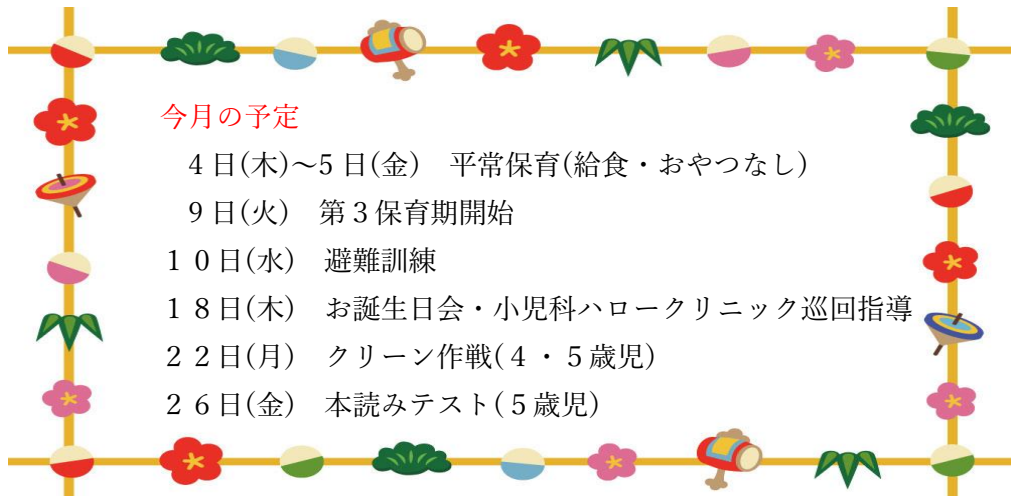 今月の予定
４日(木)～５日(金)　平常保育(給食・おやつなし)
９日(火)　第３保育期開始
１０日(水)　避難訓練
１８日(木)　お誕生日会・小児科ハロークリニック巡回指導
２２日(月)　クリーン作戦(４・５歳児)
２６日(金)　本読みテスト(５歳児)